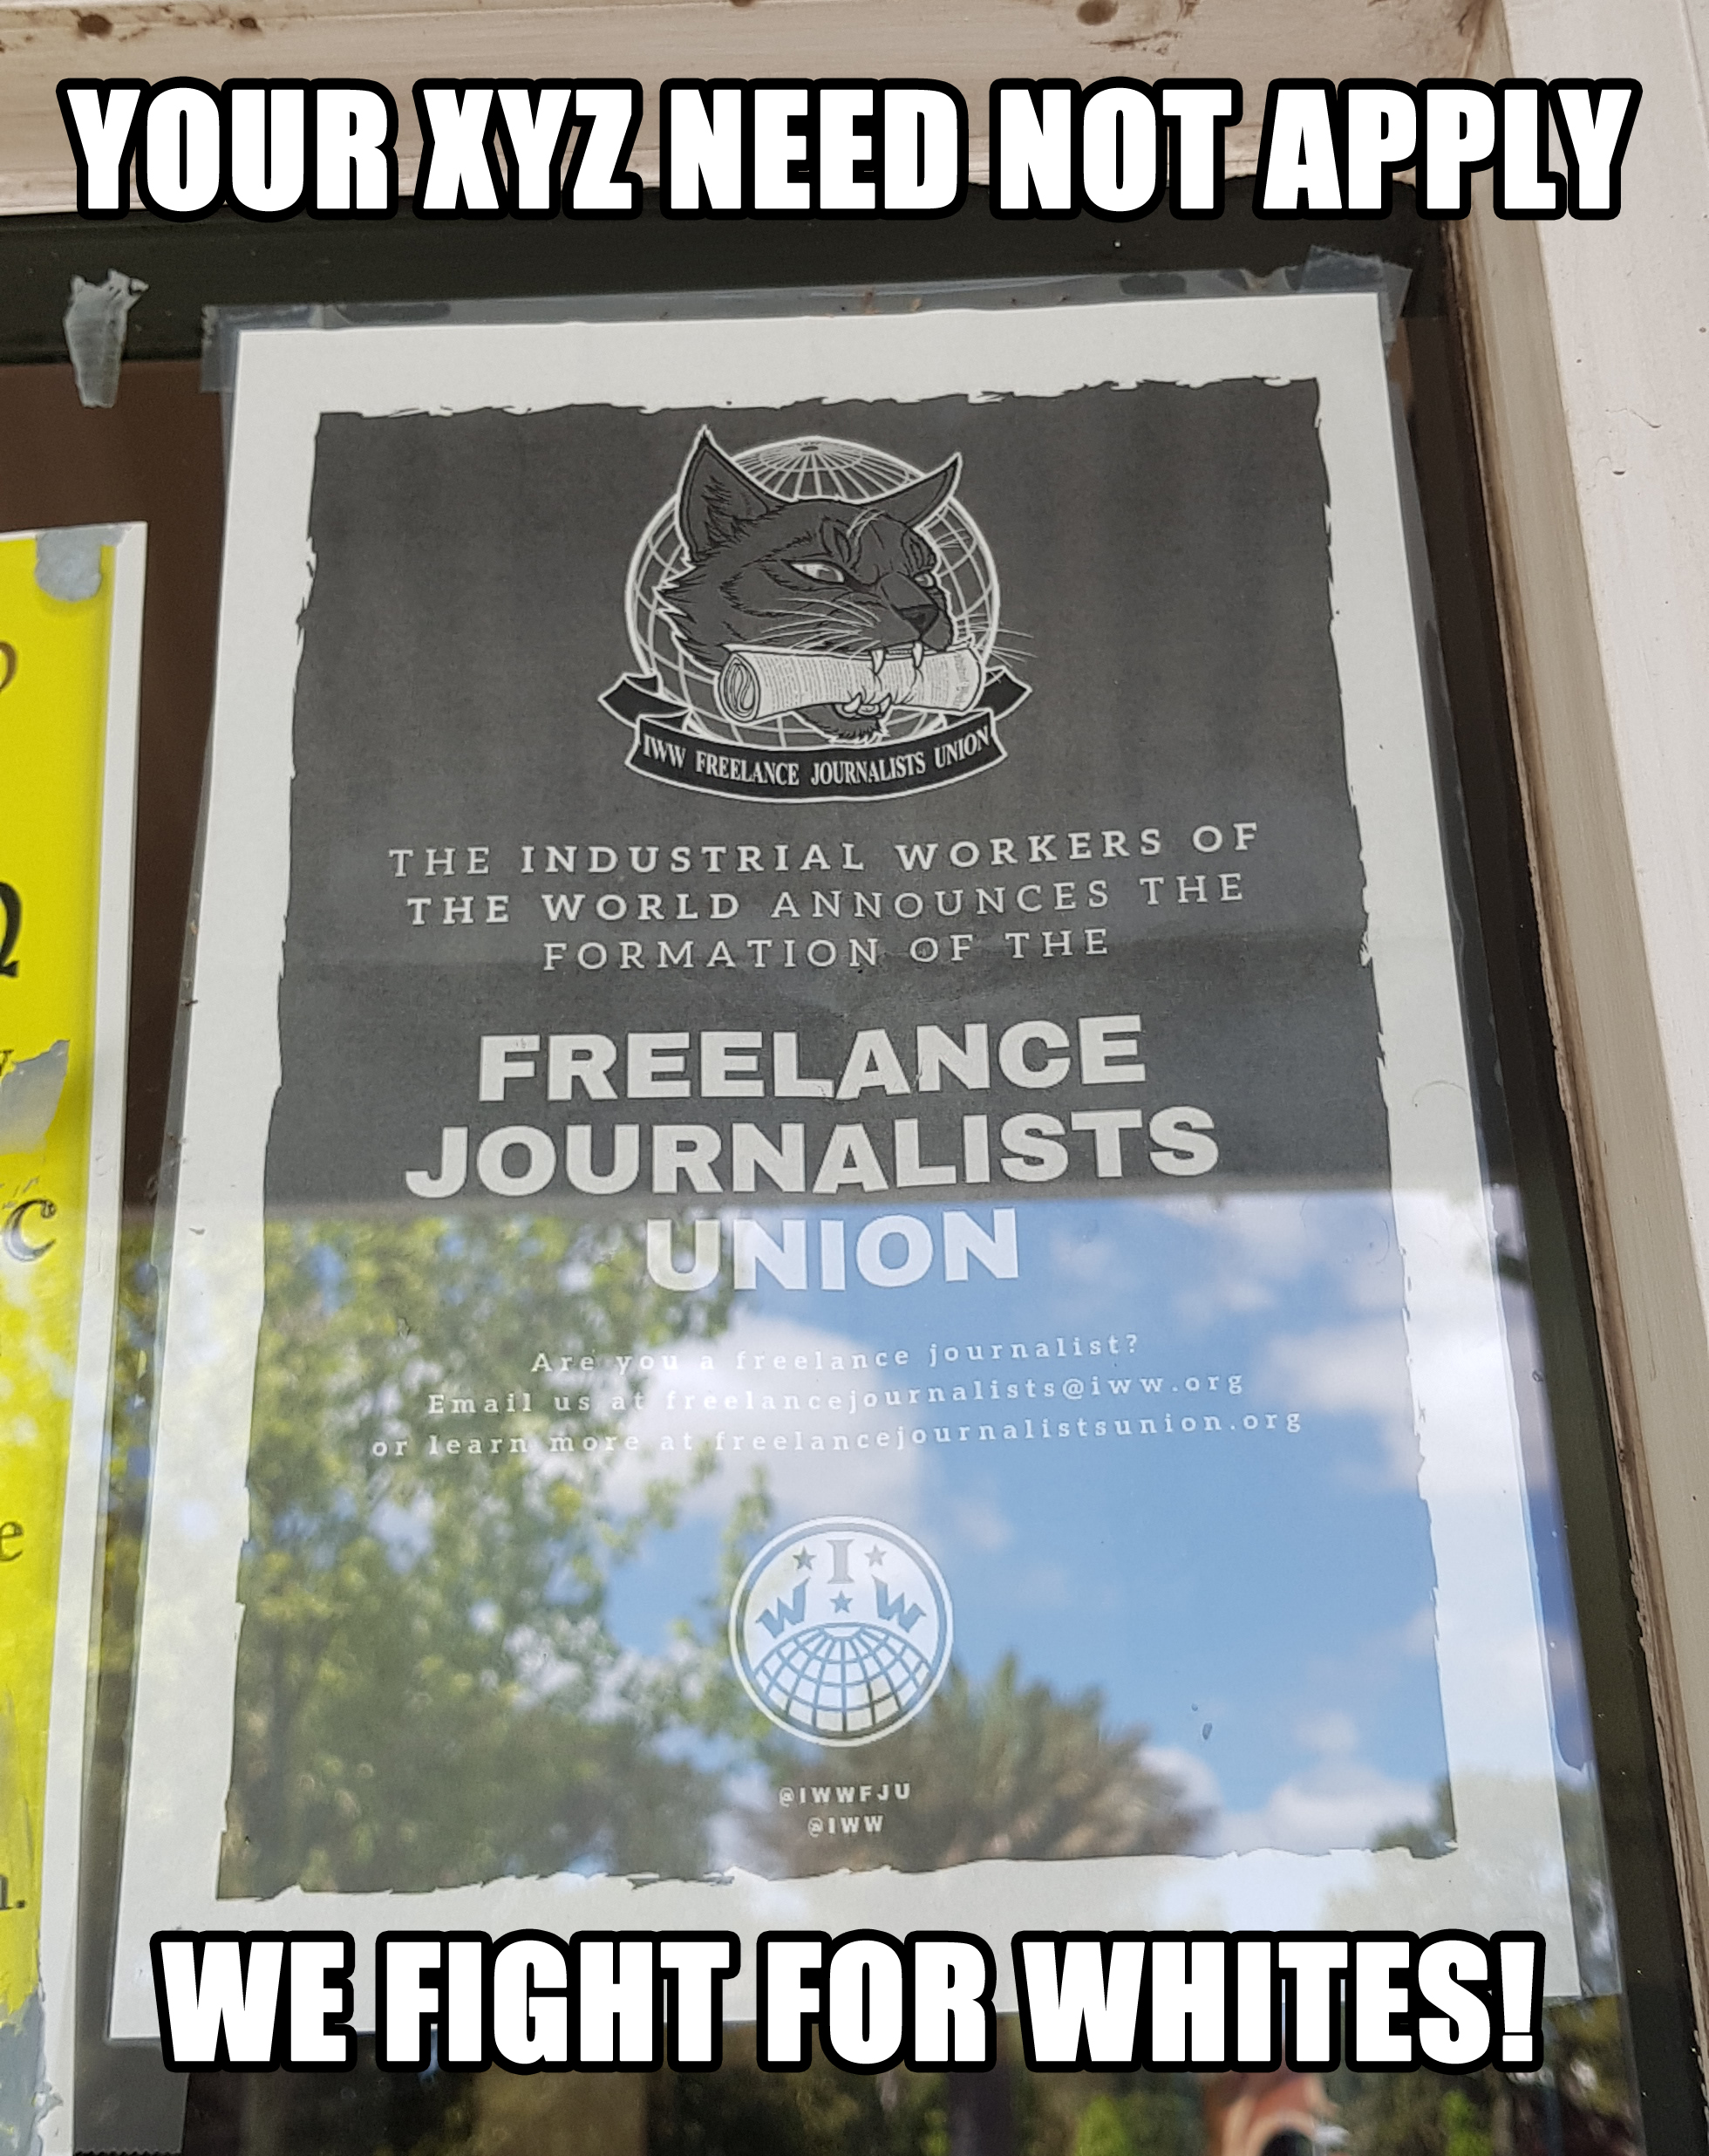 YOUR XYZ NEED NOT APPLY
IWW FREELANCE JOURNALISTS UNION
THE INDUSTRIAL WORKERS OF
THE WORLD ANNOUNCES THE
FORMATION OF THE
FREELANCE
JOURNALISTS
UNION
Are you a freelance journalist?
Email us at freelancejournalists@iww.org
or learn more at freelancejournalistsunion.org
I
W W
@IWWFJU
@IWW
WE FIGHT FOR WHITES!